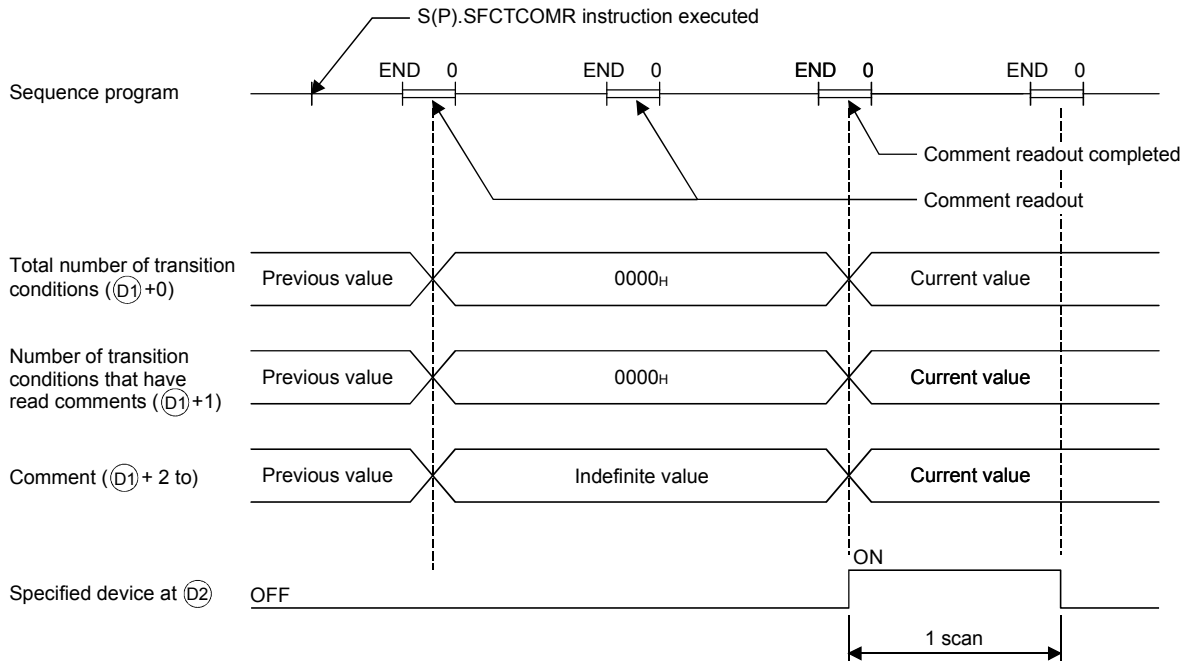 S(P).SFCTCOMR instruction executed
END 0 END 0 END 0 END 0
Sequence program
Comment readout completed
Comment readout
Total number of transition
conditions (D1+0)
Previous value 0000H Current value
Number of transition
conditions that have
read comments (D1+1)
Previous value 0000H Current value
Comment (D1+ 2 to)
Previous value Indefinite value Current value
ON
Specified device at D2
OFF
1 scan